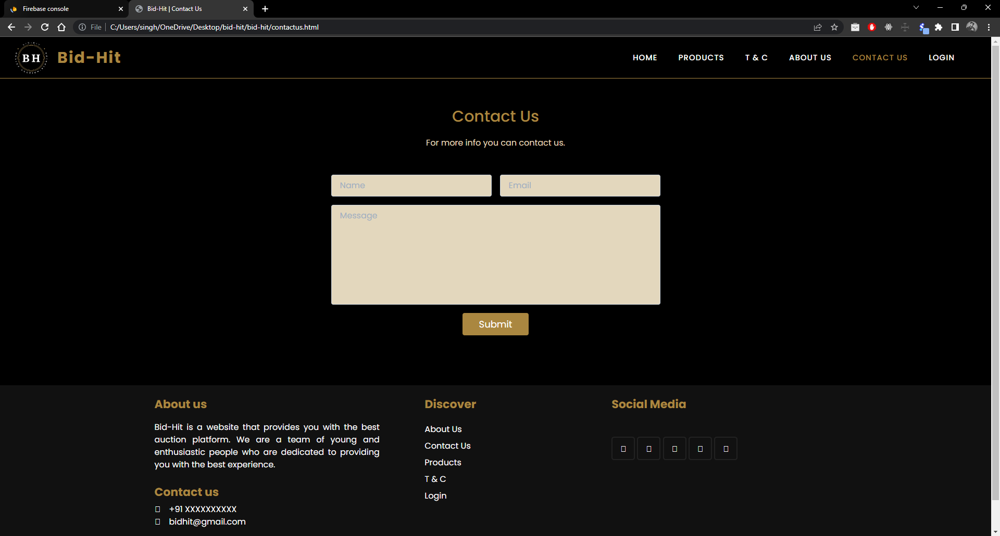 Firebase console
Bid-Hit | Contact Us
File
C:/Users/singh/OneDrive/Desktop/bid-hit/bid-hit/contactus.html
BH
Bid-Hit
HOME
PRODUCTS
T & C
ABOUT US
CONTACT US
LOGIN
Contact Us
For more info you can contact us.
Name
Email
Message
Submit
About us
Bid-Hit is a website that provides you with the best
auction platform. We are a team of young and
enthusiastic people who are dedicated to providing
you with the best experience.
Contact us
+91 XXXXXXXXXX
bidhit@gmail.com
Discover
About Us
Contact Us
Products
T & C
Login
Social Media